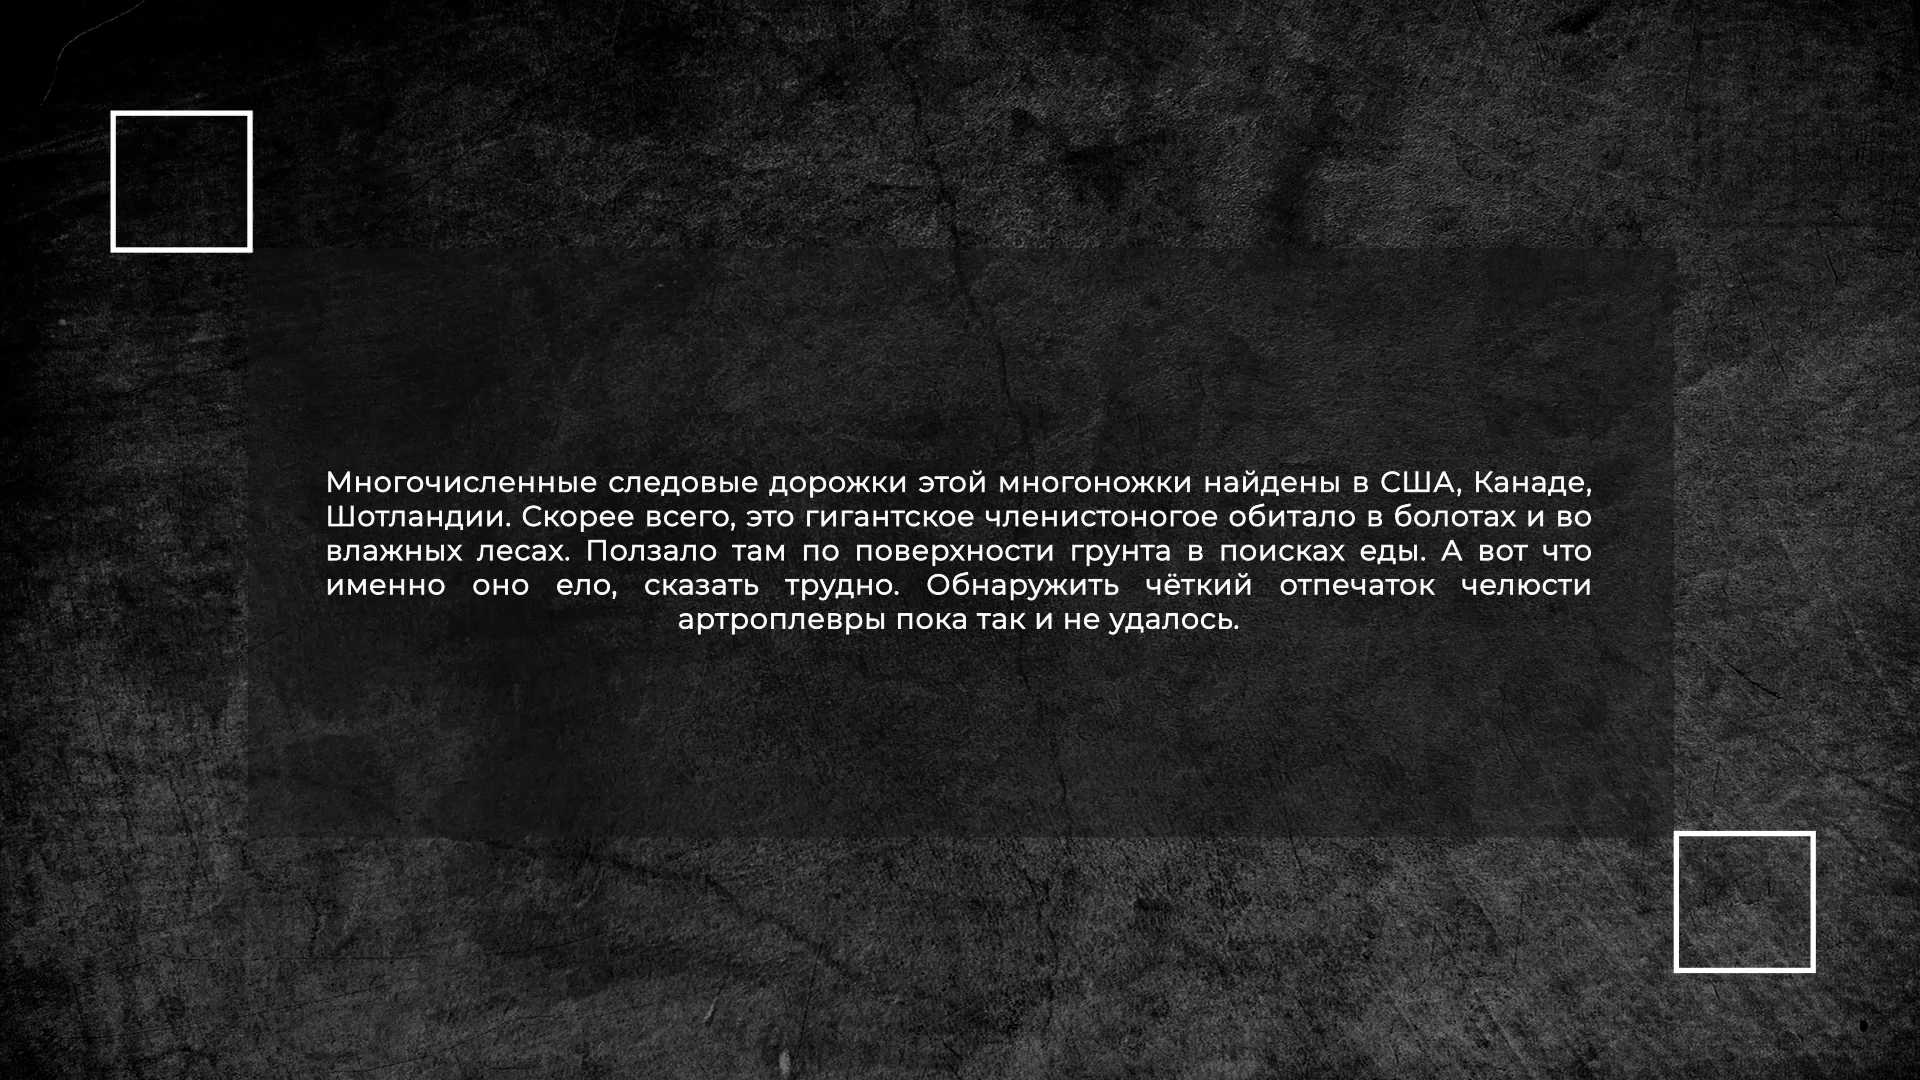 Многочисленные следовые дорожки этой многоножки найдены в США, Канаде,
Шотландии. Скорее всего, это гигантское членистоногое обитало в болотах и во
влажных лесах. Ползало там по поверхности грунта в поисках еды. А вот что
именно оно ело, сказать трудно. Обнаружить чёткий отпечаток челюсти
артроплевры пока так и не удалось.